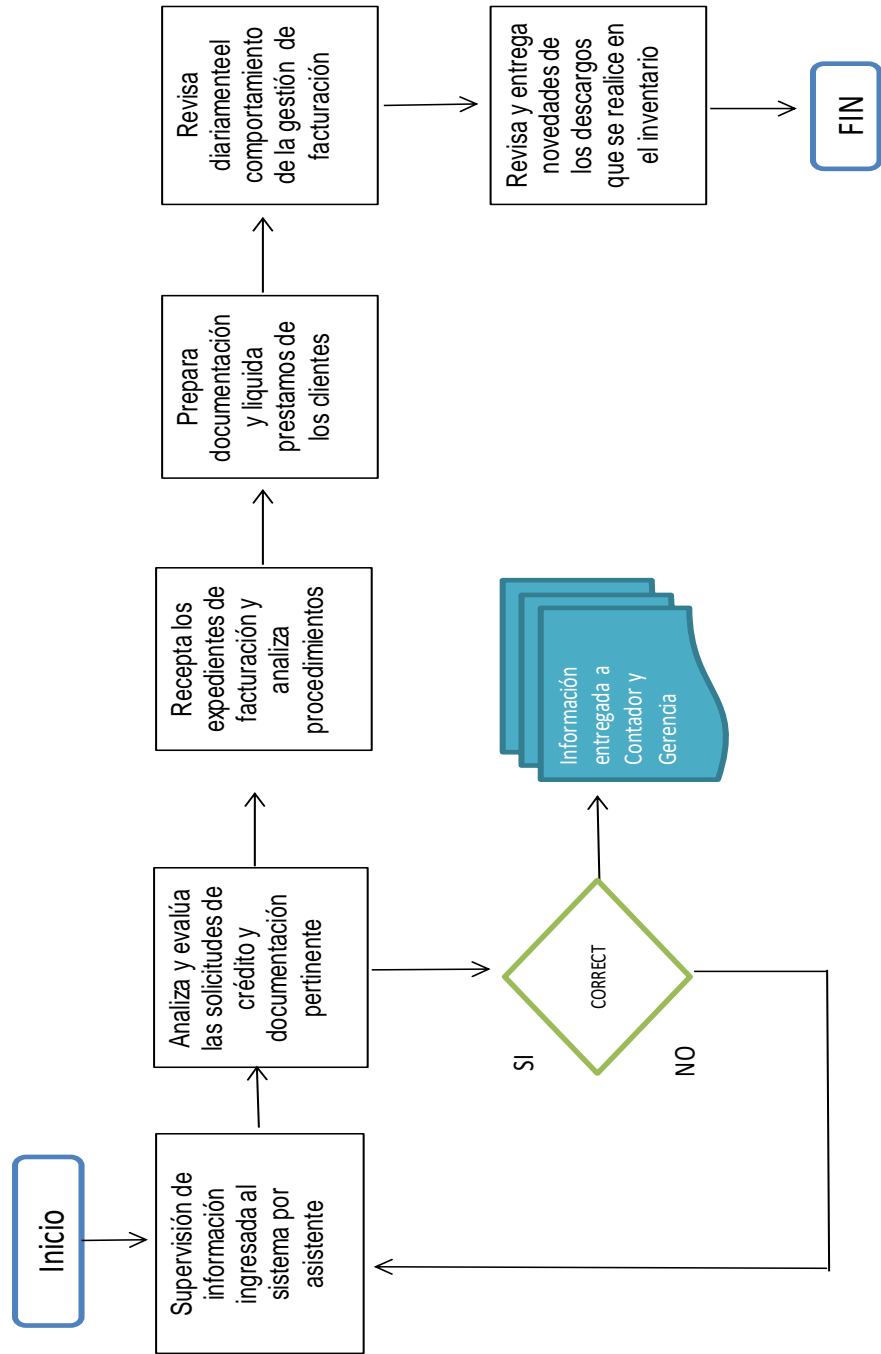 Inicio
Supervisión de
información
ingresada al
sistema por
asistente
Analiza y evalúa
las solicitudes de
crédito y
documentación
pertinente
Recepta los
expedientes de
facturación y
analiza
procedimientos
Prepara
documentación
y liquida
prestamos de
los clientes
Revisa
diariamenteel
comportamiento
de la gestión de
facturación
SI
CORRECT
NO
Información
entregada a
Contador y
Gerencia
Revisa y entrega
novedades de
los descargos
que se realice en
el inventario
FIN